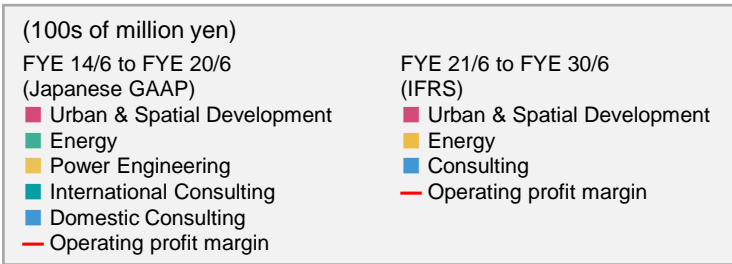 (100s of million yen)
FYE 14/6 to FYE 20/6
(Japanese GAAP)
Urban & Spatial Development
Energy
Power Engineering
International Consulting
Domestic Consulting
Operating profit margin
FYE 21/6 to FYE 30/6
(IFRS)
Urban & Spatial Development
Energy
Consulting
Operating profit margin